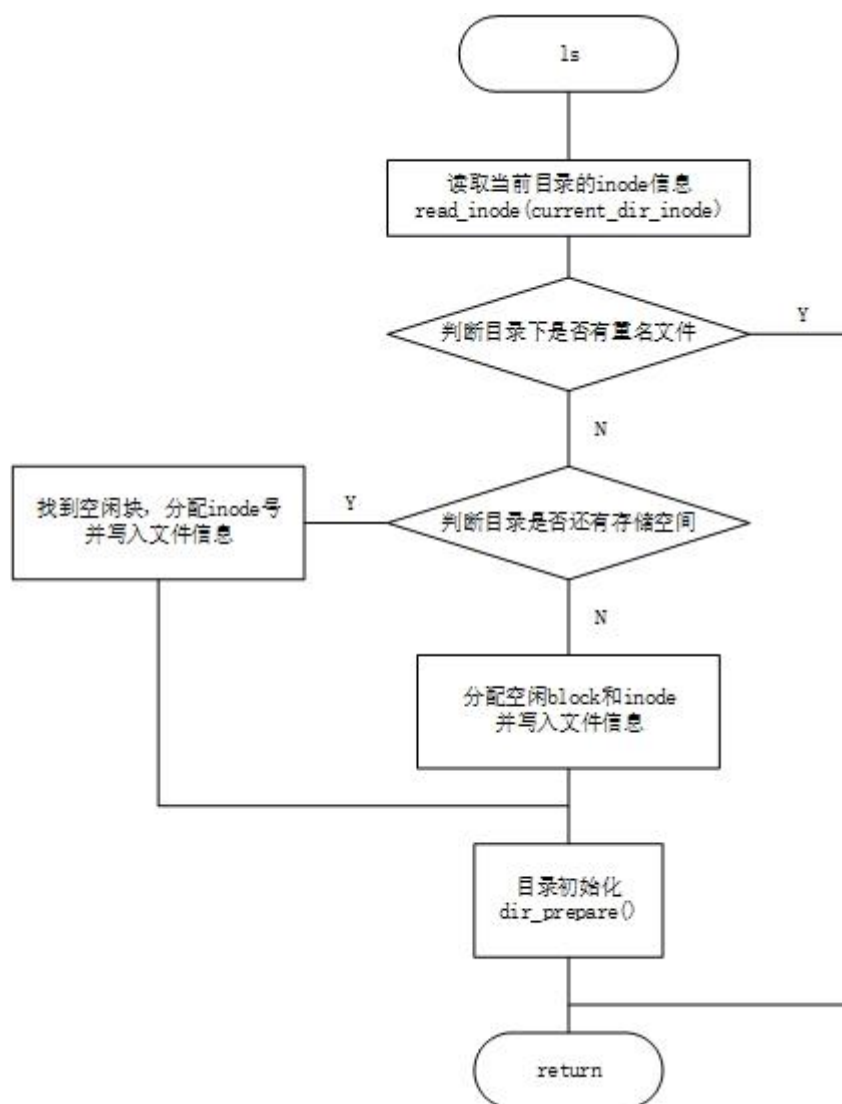 ls
读取当前目录的inode信息
read_inode(current_dir_inode)
判断目录下是否有重名文件
Y
N
找到空闲块，分配inode号
并写入文件信息
Y
判断目录是否还有存储空间
N
分配空闲block和inode
并写入文件信息
目录初始化
dir_prepare()
return